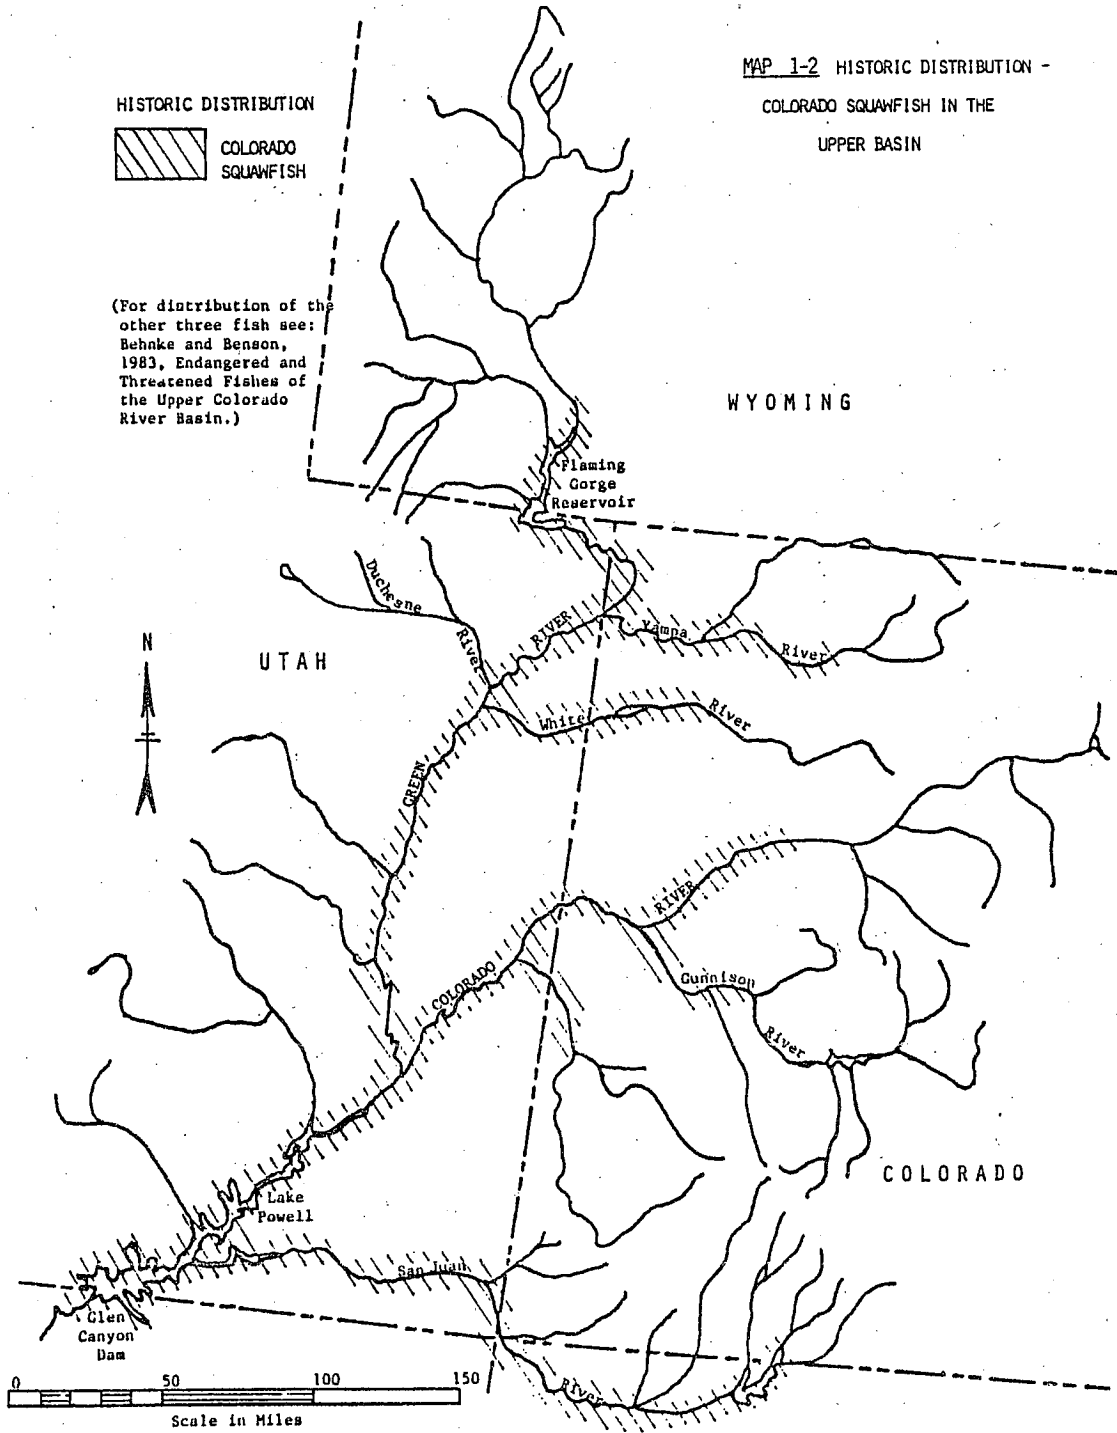 MAP 1-2 HISTORIC DISTRIBUTION -
COLORADO SQUAWFISH IN THE
UPPER BASIN
HISTORIC DISTRIBUTION
COLORADO
SQUAWFISH
(For distribution of the
other three fish see:
Behnke and Benson,
1983, Endangered and
Threatened Fishes of
the Upper Colorado
River Basin.)
WYOMING
Flaming
Gorge
Reservoir
Duchesne
River
RIVER
Yampa
River
N
UTAH
White
River
GREEN
RIVER
COLORADO
Gunnison
River
COLORADO
Lake
Powell
San Juan
River
Glen
Canyon
Dam
0 50 100 150
Scale in Miles